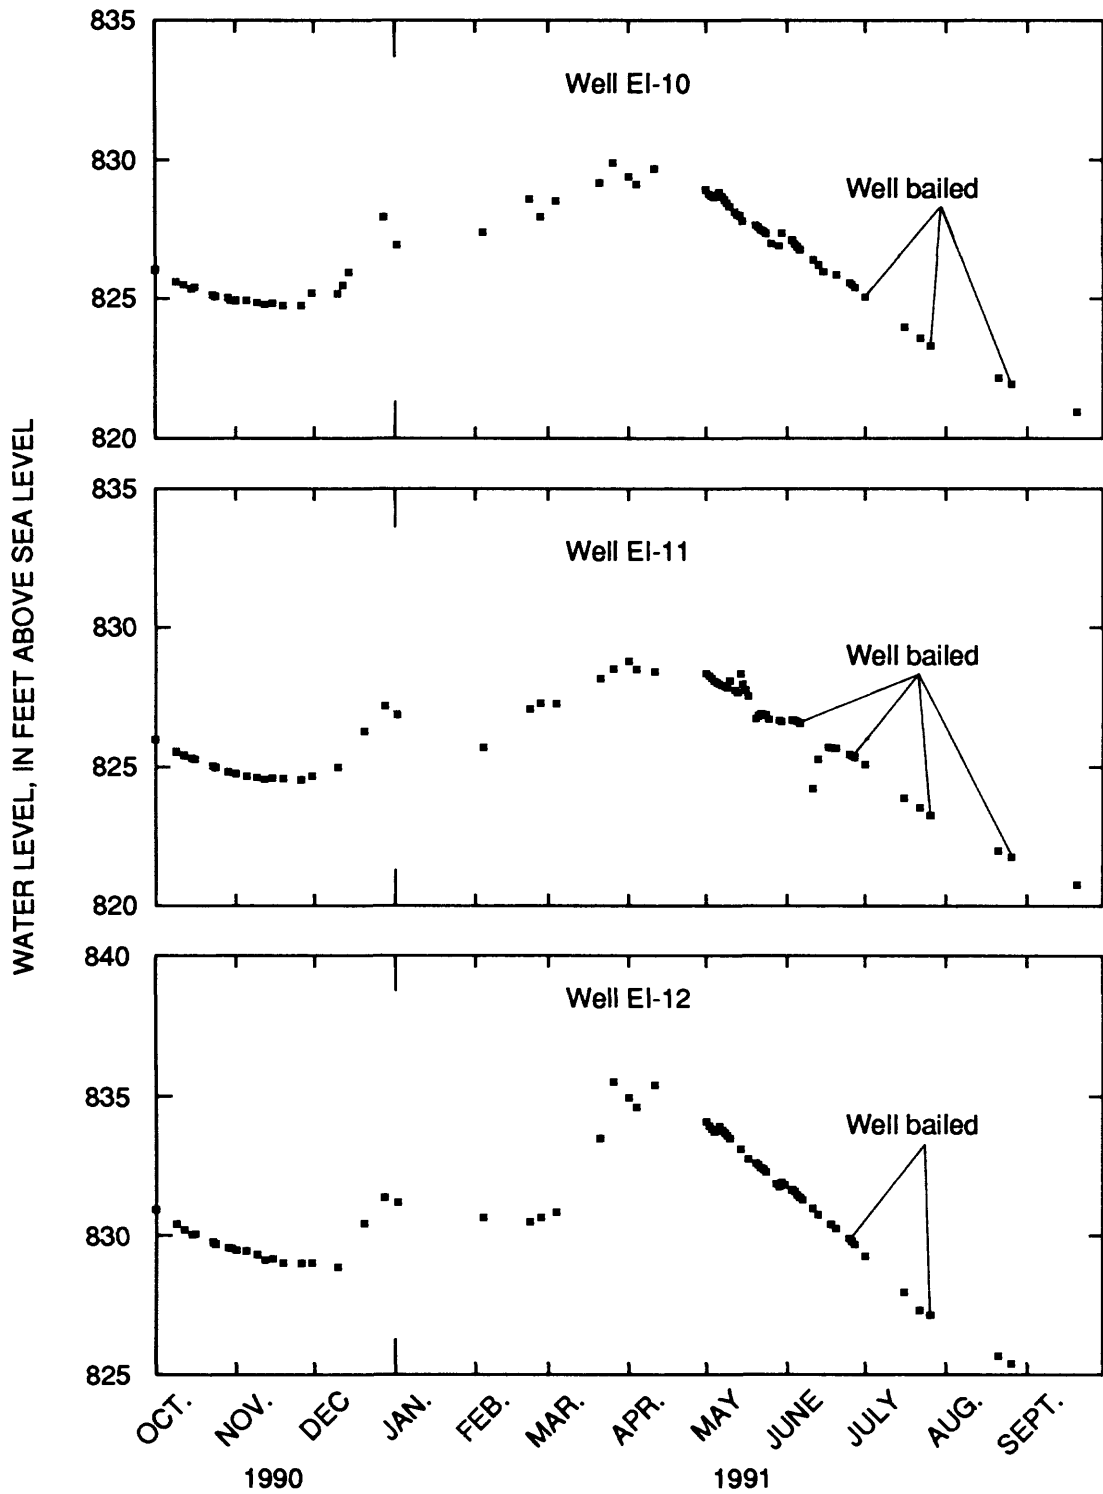 WATER LEVEL, IN FEET ABOVE SEA LEVEL
835
830
825
820
Well EI-10
Well bailed
835
830
825
820
Well EI-11
Well bailed
840
835
830
825
Well EI-12
Well bailed
OCT. NOV. DEC JAN. FEB. MAR. APR. MAY JUNE JULY AUG. SEPT.
1990 1991